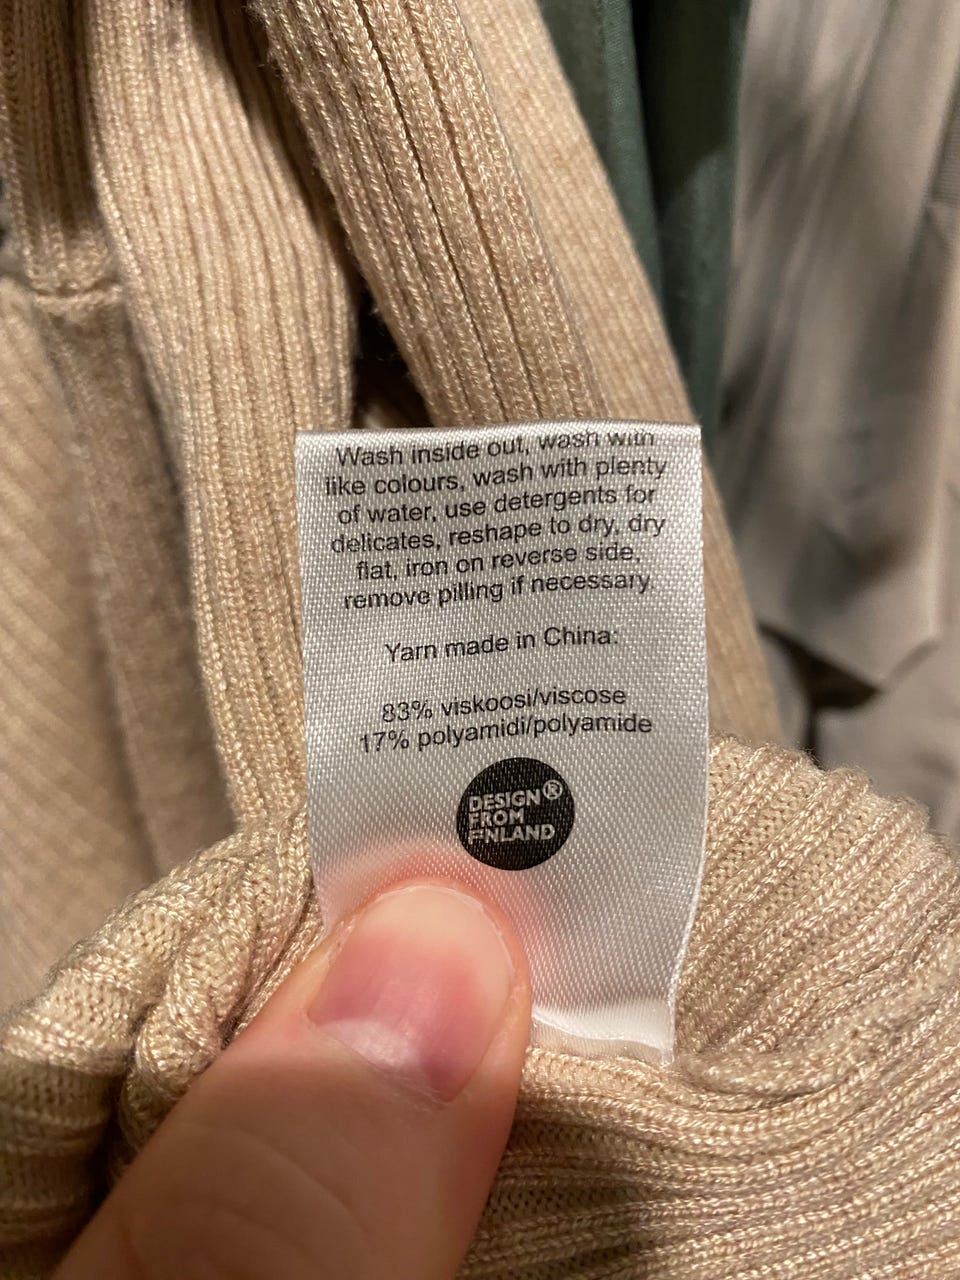 Wash inside out, wash with
like colours, wash with plenty
of water, use detergents for
delicates, reshape to dry, dry
flat, iron on reverse side,
remove pilling if necessary.
Yarn made in China:
83% viskoosi/viscose
17% polyamidi/polyamide
DESIGN®
FROM
FINLAND